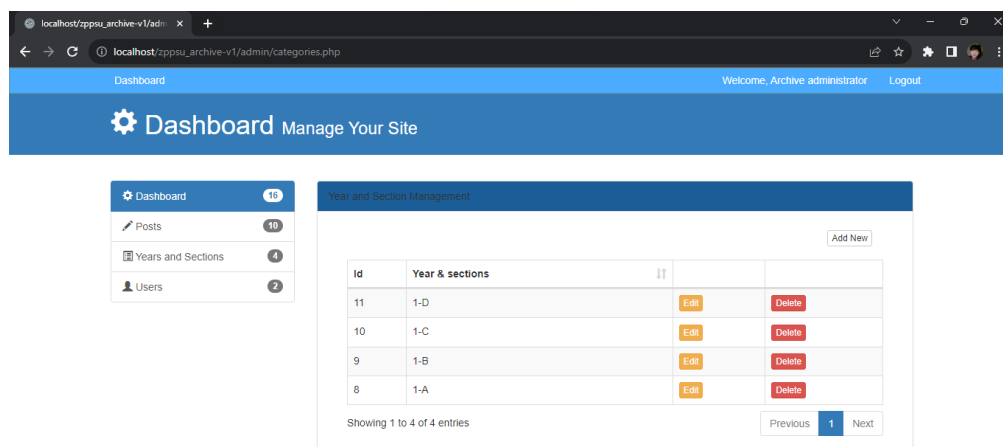 localhost/zppsu_archive-v1/adm
localhost/zppsu_archive-v1/admin/categories.php
Dashboard Welcome, Archive administrator Logout
Dashboard Manage Your Site
Dashboard 16
Posts 10
Years and Sections 4
Users 2
Year and Section Management
Add New
Id Year & sections
11 1-D Edit Delete
10 1-C Edit Delete
9 1-B Edit Delete
8 1-A Edit Delete
Showing 1 to 4 of 4 entries Previous 1 Next